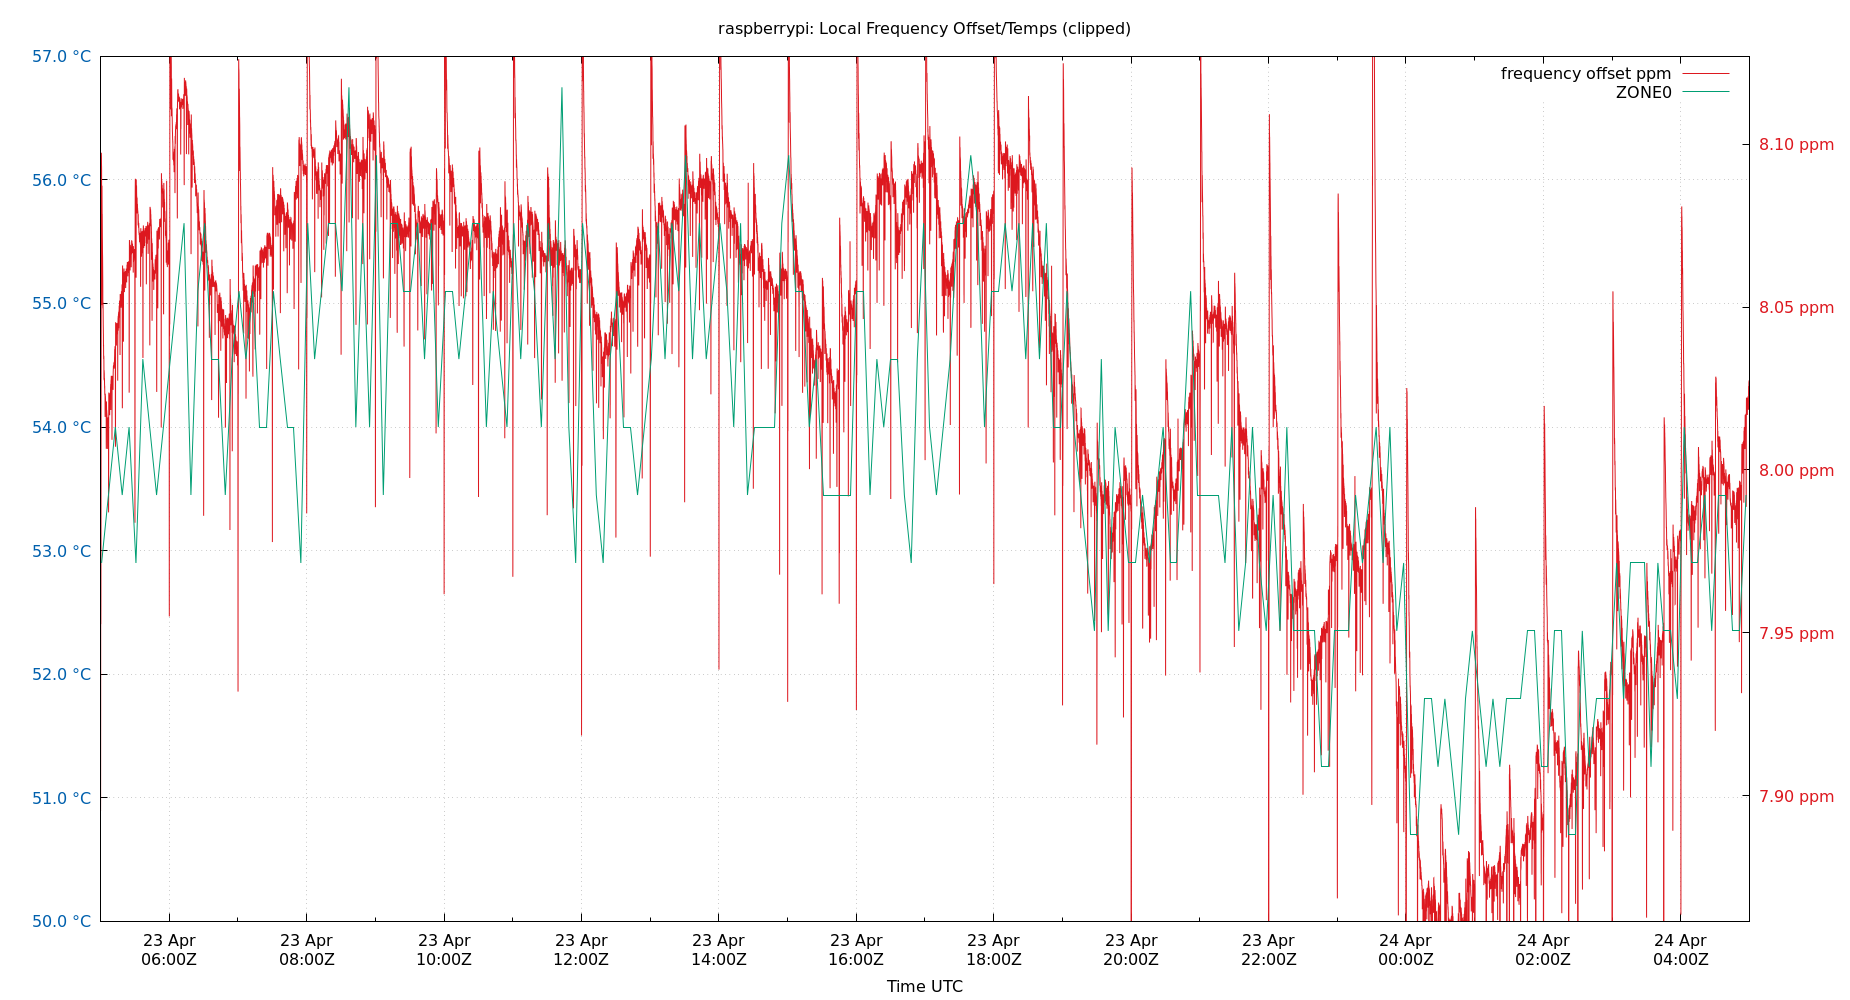 raspberrypi: Local Frequency Offset/Temps (clipped)
frequency offset ppm
ZONE0
57.0 °C
56.0 °C
55.0 °C
54.0 °C
53.0 °C
52.0 °C
51.0 °C
50.0 °C
8.10 ppm
8.05 ppm
8.00 ppm
7.95 ppm
7.90 ppm
23 Apr
06:00Z
23 Apr
08:00Z
23 Apr
10:00Z
23 Apr
12:00Z
23 Apr
14:00Z
23 Apr
16:00Z
23 Apr
18:00Z
23 Apr
20:00Z
23 Apr
22:00Z
24 Apr
00:00Z
24 Apr
02:00Z
24 Apr
04:00Z
Time UTC